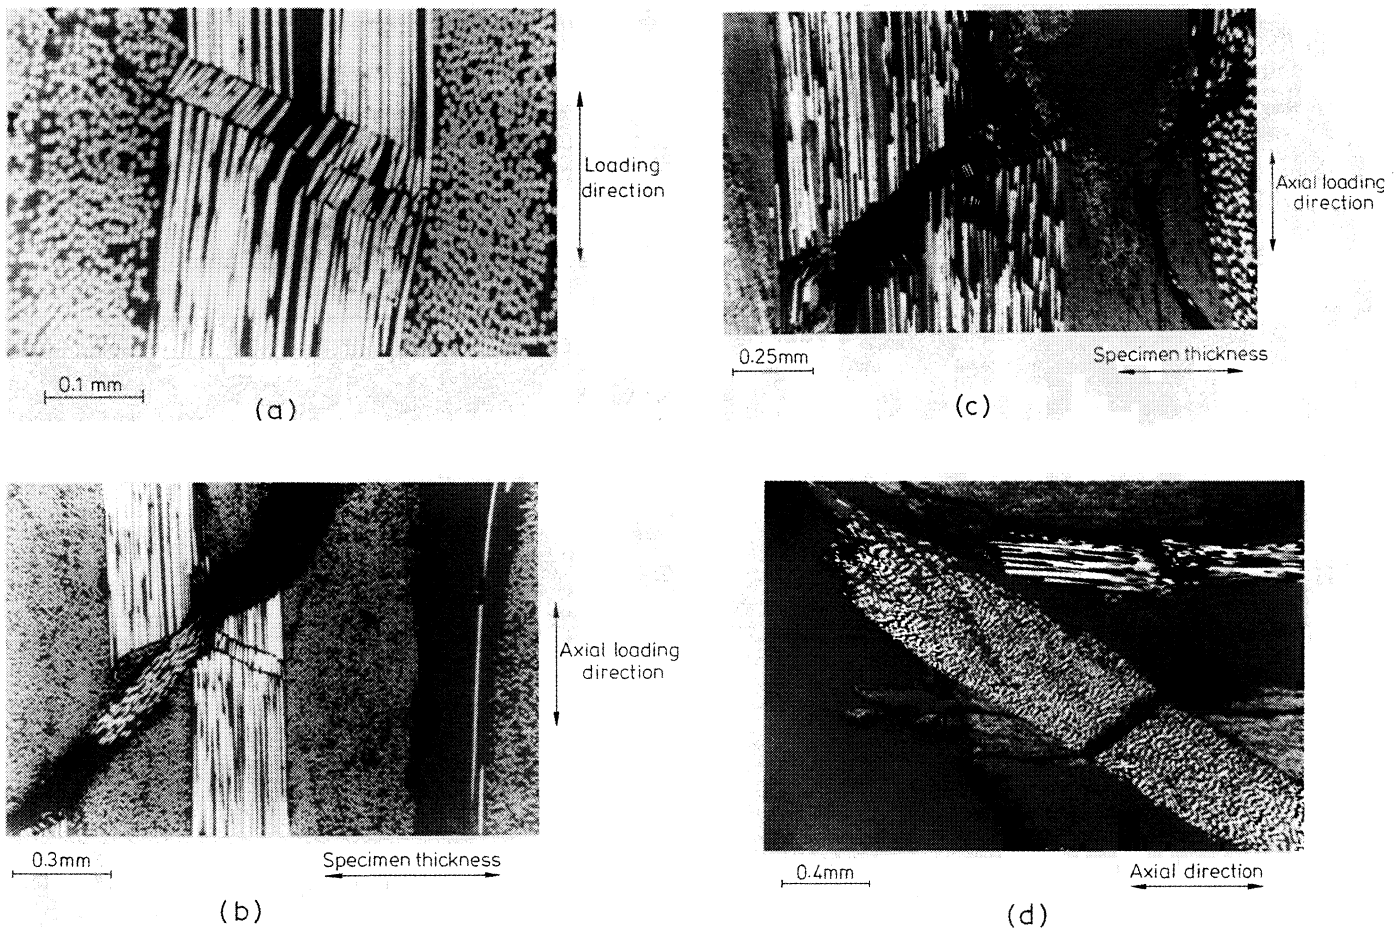 Loading
direction
0.1 mm
(a)
Axial loading
direction
0.25mm
Specimen thickness
(c)
Axial loading
direction
0.3mm
Specimen thickness
(b)
0.4mm
Axial direction
(d)